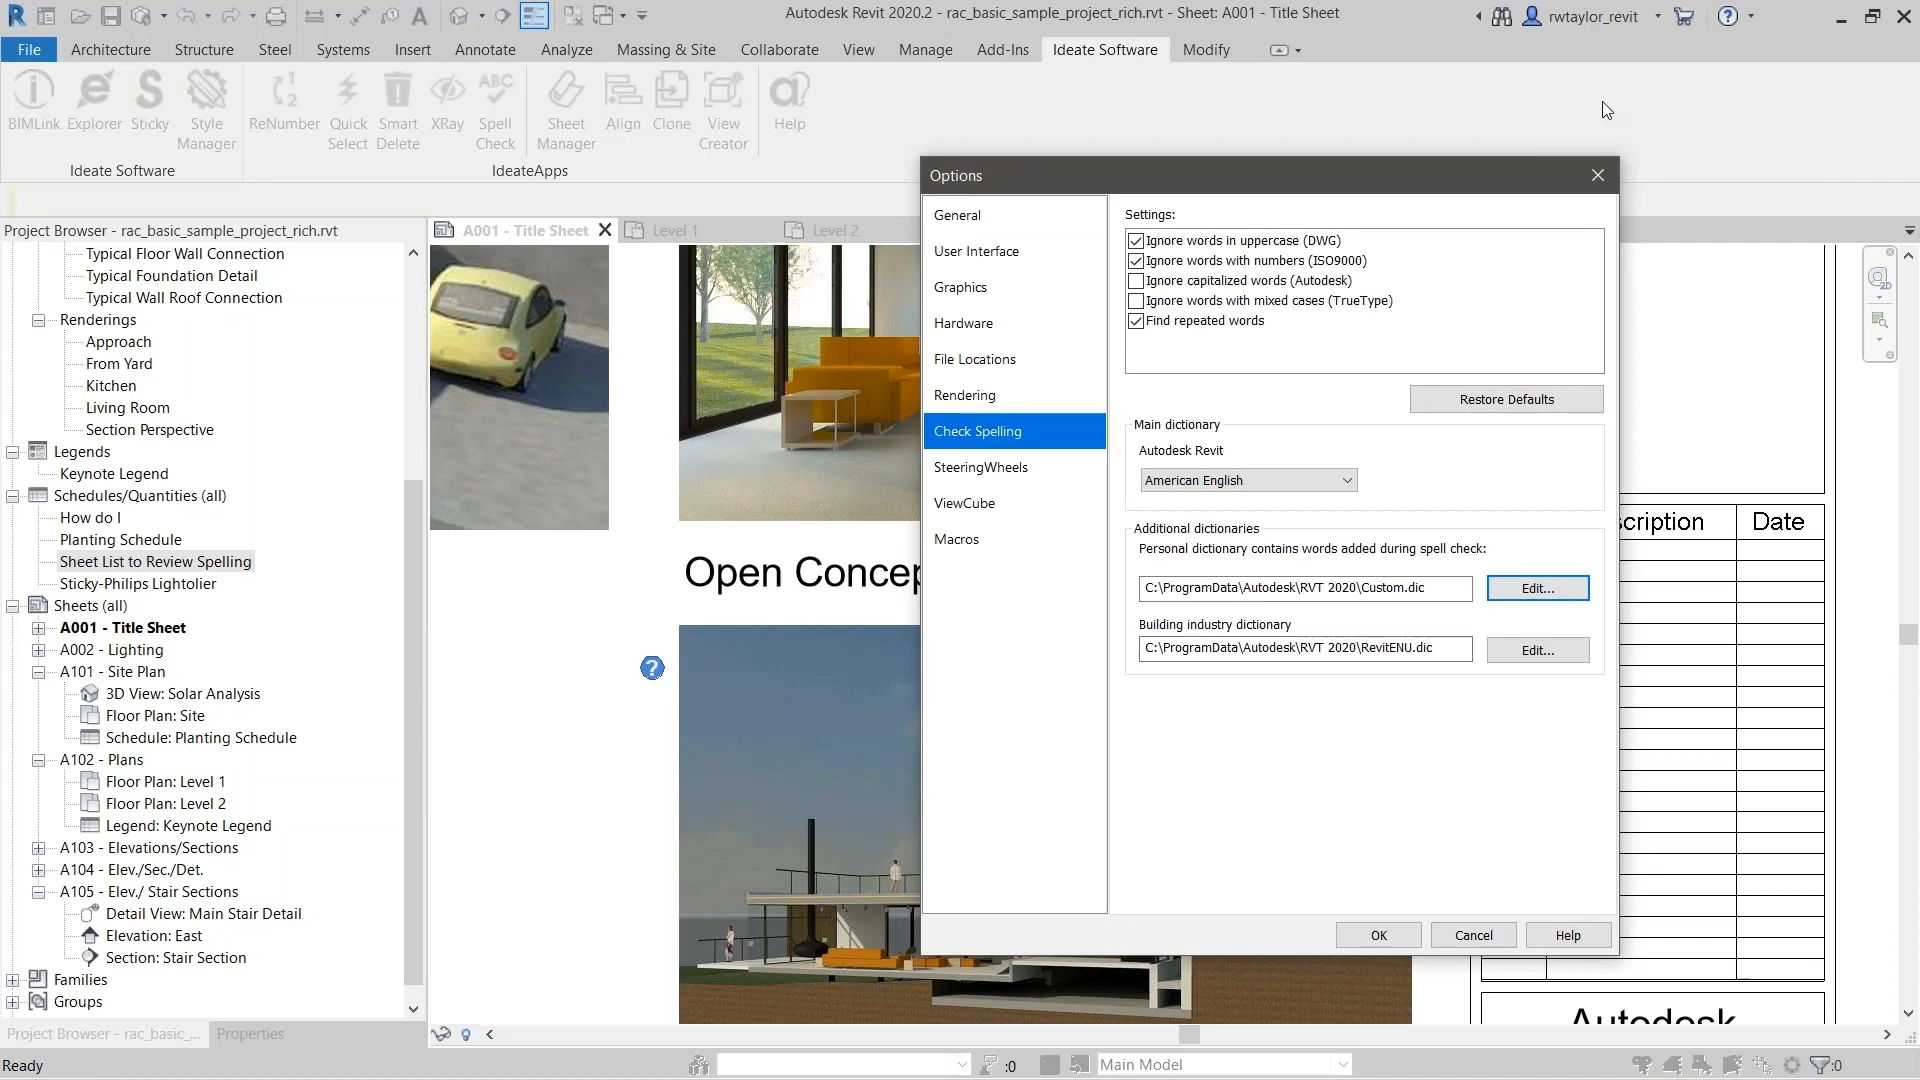 Autodesk Revit 2020.2 - rac_basic_sample_project_rich.rvt - Sheet: A001 - Title Sheet
rwtaylor_revit
File Architecture Structure Steel Systems Insert Annotate Analyze Massing & Site Collaborate View Manage Add-Ins Ideate Software Modify
BIMLink Explorer Sticky Style Manager ReNumber Quick Select Smart Delete XRay Spell Check Sheet Manager Align Clone View Creator Help
Ideate Software IdeateApps
Project Browser - rac_basic_sample_project_rich.rvt
Typical Floor Wall Connection
Typical Foundation Detail
Typical Wall Roof Connection
Renderings
Approach
From Yard
Kitchen
Living Room
Section Perspective
Legends
Keynote Legend
Schedules/Quantities (all)
How do I
Planting Schedule
Sheet List to Review Spelling
Sticky-Philips Lightolier
Sheets (all)
A001 - Title Sheet
A002 - Lighting
A101 - Site Plan
3D View: Solar Analysis
Floor Plan: Site
Schedule: Planting Schedule
A102 - Plans
Floor Plan: Level 1
Floor Plan: Level 2
Legend: Keynote Legend
A103 - Elevations/Sections
A104 - Elev./Sec./Det.
A105 - Elev./ Stair Sections
Detail View: Main Stair Detail
Elevation: East
Section: Stair Section
Families
Groups
Project Browser - rac_basic_... Properties
A001 - Title Sheet Level 1 Level 2
Open Concep
Options
General
User Interface
Graphics
Hardware
File Locations
Rendering
Check Spelling
SteeringWheels
ViewCube
Macros
Settings:
Ignore words in uppercase (DWG)
Ignore words with numbers (ISO9000)
Ignore capitalized words (Autodesk)
Ignore words with mixed cases (TrueType)
Find repeated words
Restore Defaults
Main dictionary
Autodesk Revit
American English
Additional dictionaries
Personal dictionary contains words added during spell check:
C:\ProgramData\Autodesk\RVT 2020\Custom.dic Edit...
Building industry dictionary
C:\ProgramData\Autodesk\RVT 2020\RevitENU.dic Edit...
OK Cancel Help
scription Date
Autodesk
2D
Ready
:0 Main Model :0